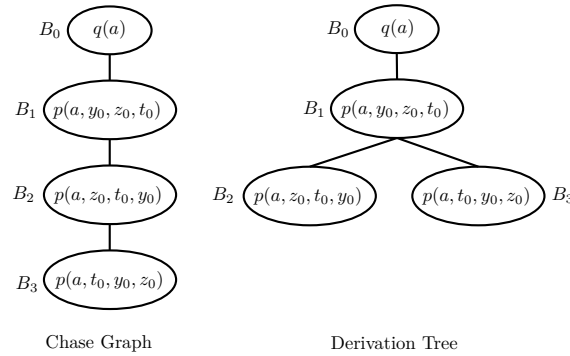 B₀ q(a) B₀ q(a)
B₁ p(a, y₀, z₀, t₀) B₁ p(a, y₀, z₀, t₀)
B₂ p(a, z₀, t₀, y₀) B₂ p(a, z₀, t₀, y₀) p(a, t₀, y₀, z₀) B₃
B₃ p(a, t₀, y₀, z₀)
Chase Graph Derivation Tree